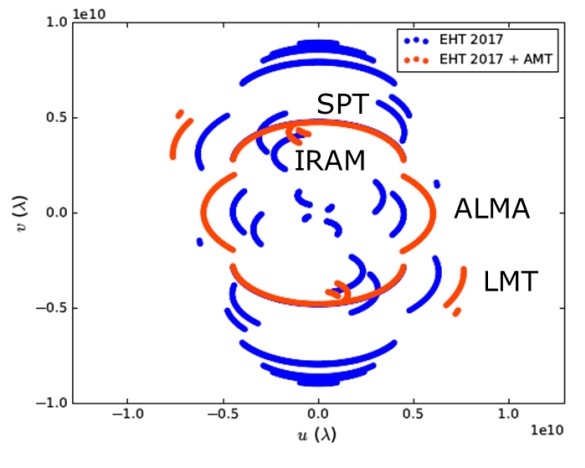 1e10
1.0
EHT 2017
EHT 2017 + AMT
0.5
SPT
IRAM
v (λ)
0.0
ALMA
LMT
−0.5
−1.0
−1.0
−0.5
0.0
0.5
1.0
u (λ)
1e10